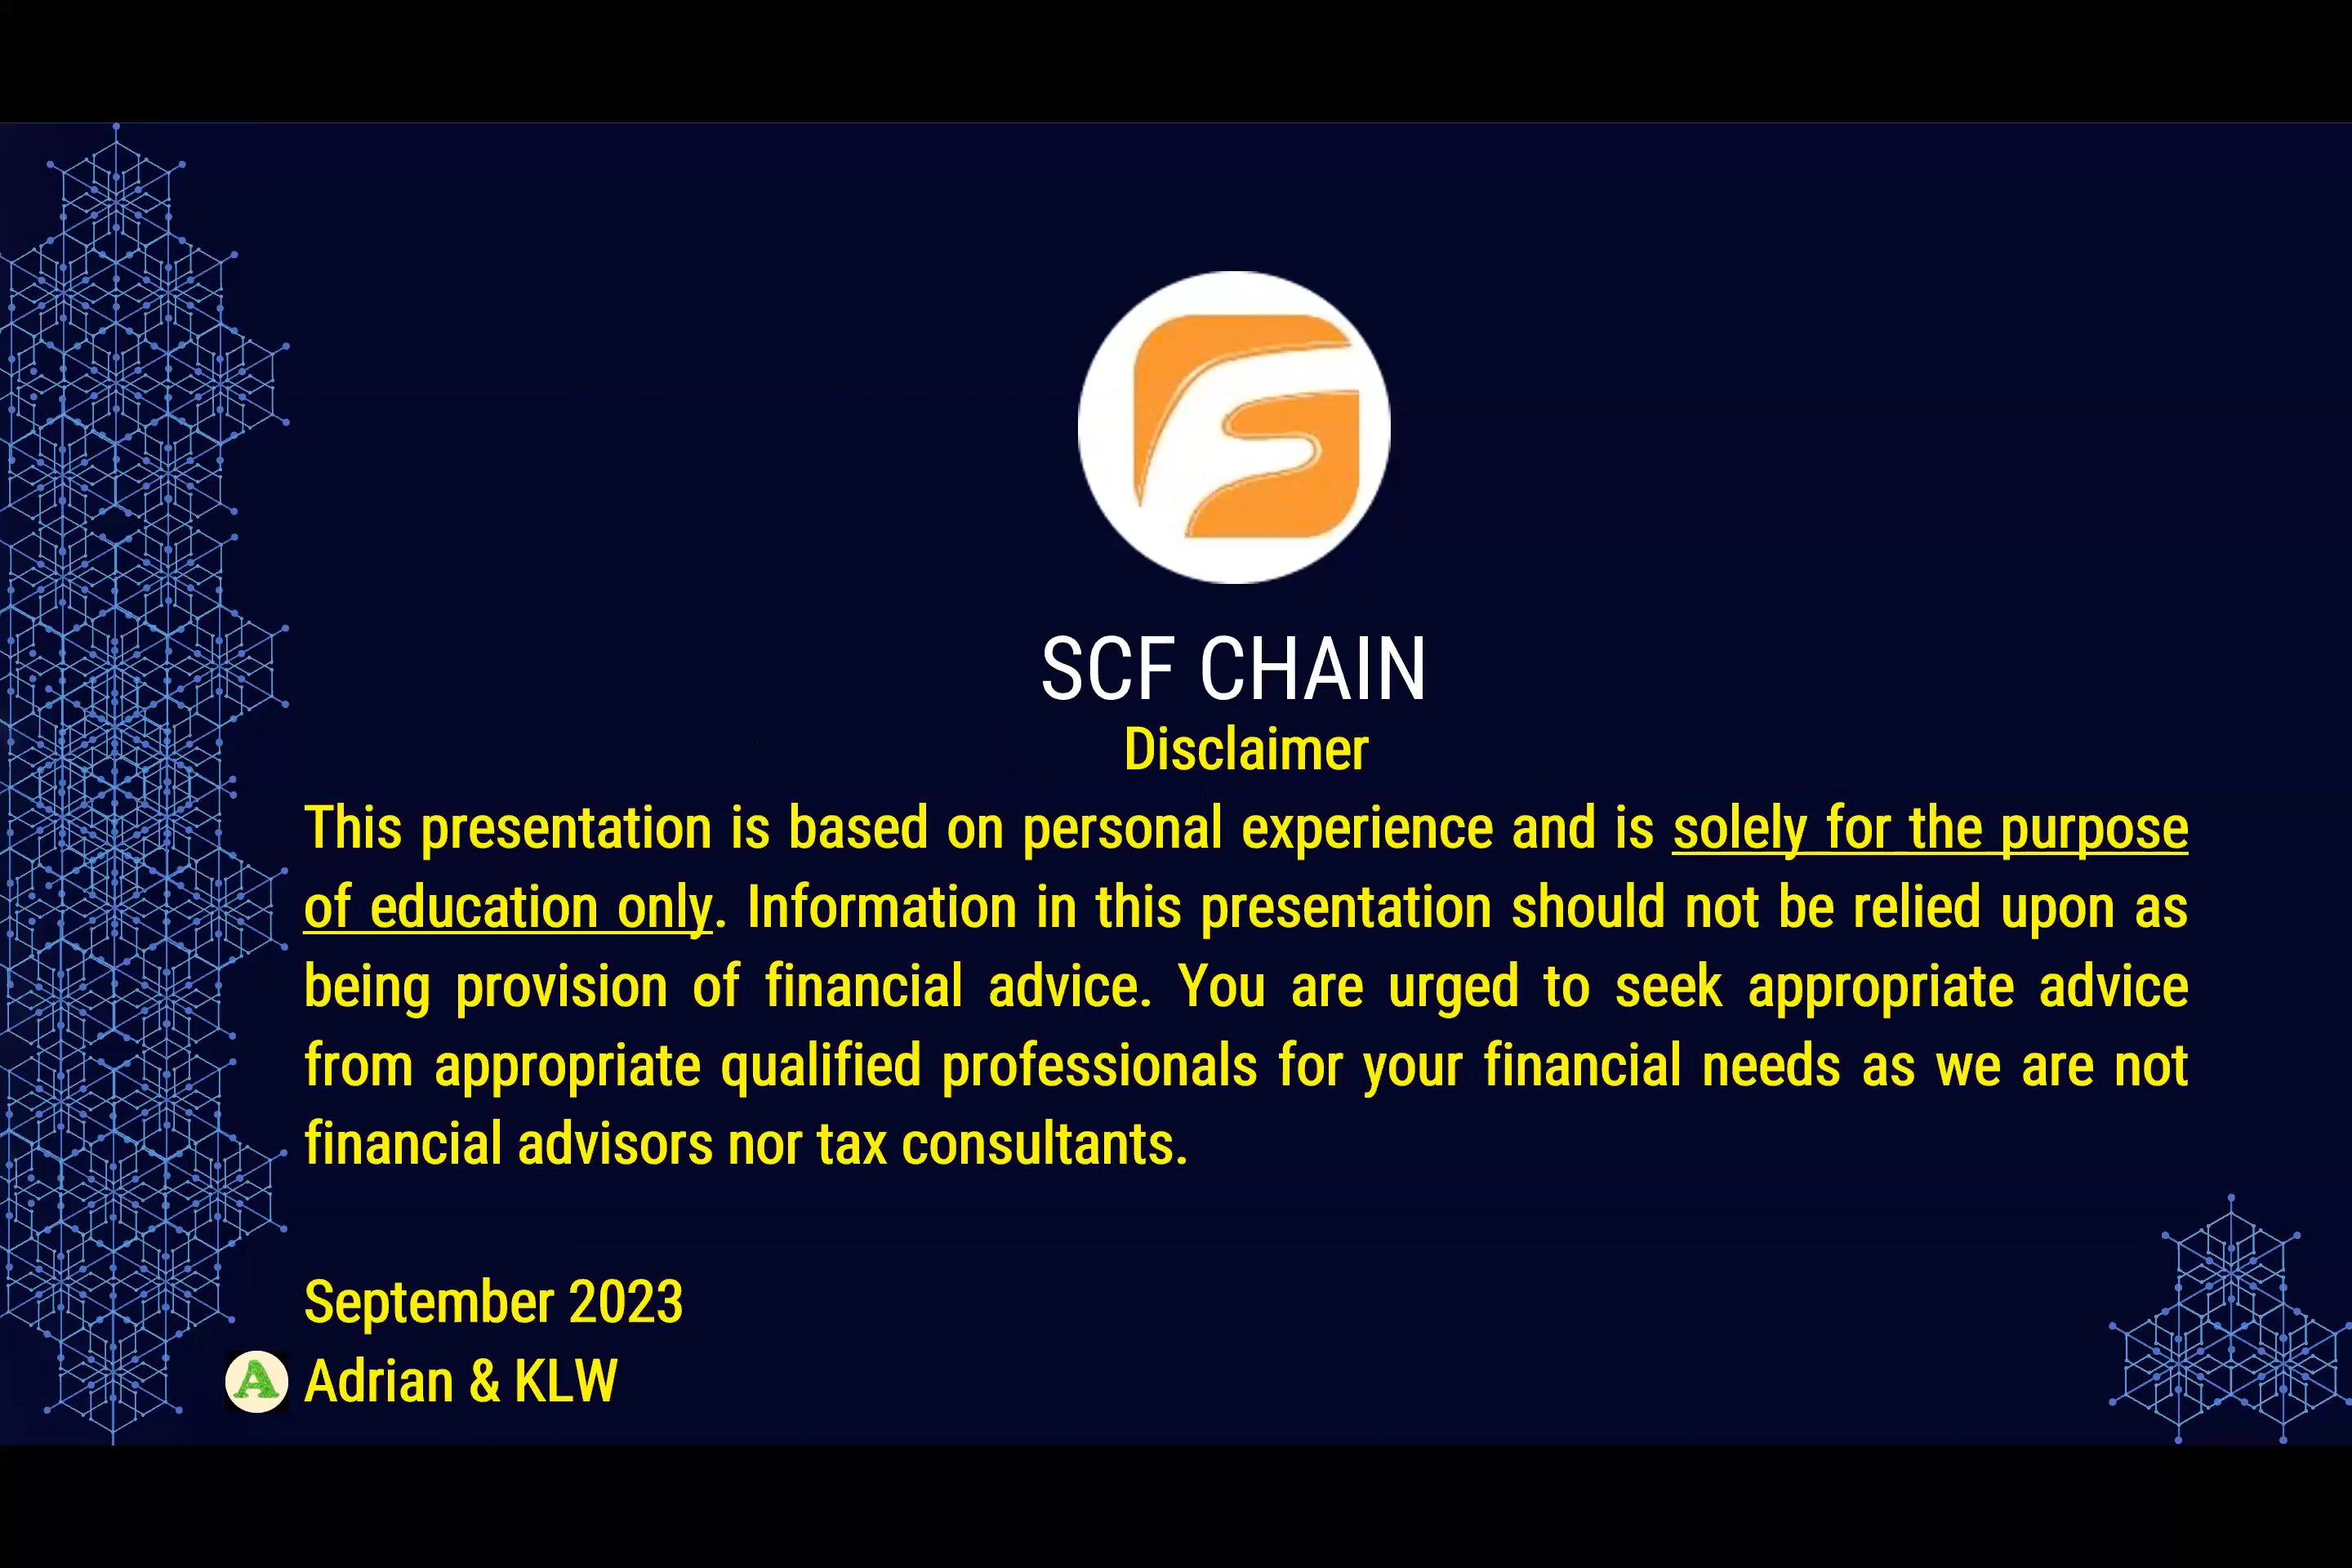 SCF CHAIN
Disclaimer
This presentation is based on personal experience and is solely for the purpose
of education only. Information in this presentation should not be relied upon as
being provision of financial advice. You are urged to seek appropriate advice
from appropriate qualified professionals for your financial needs as we are not
financial advisors nor tax consultants.
September 2023
A Adrian & KLW